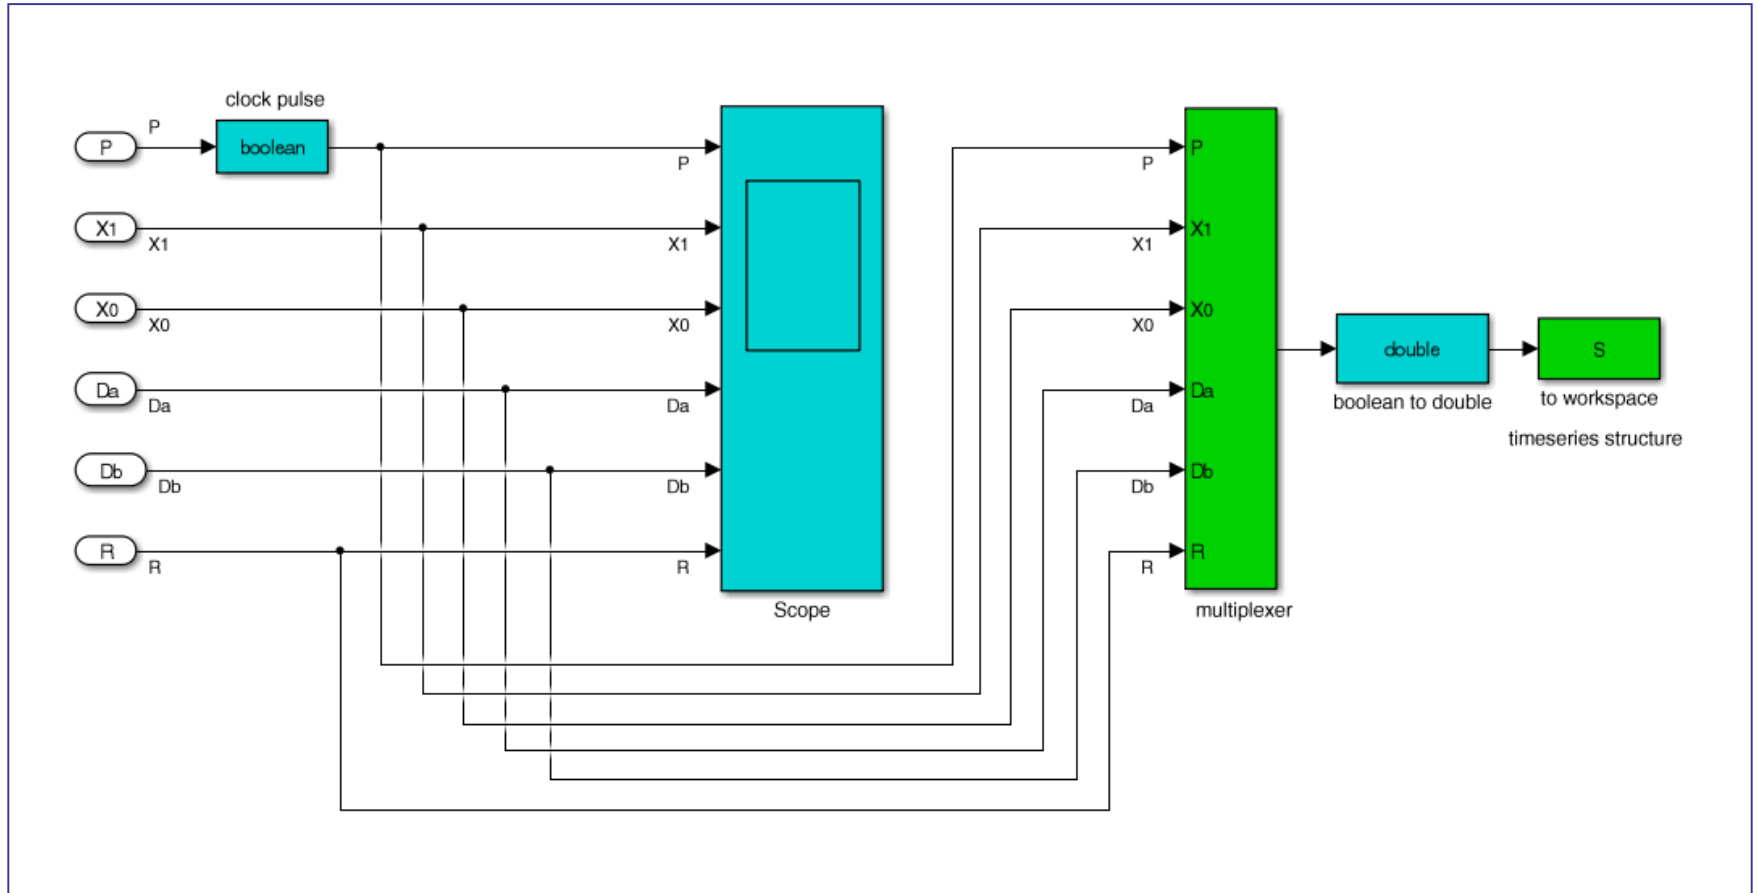 clock pulse
P
P
boolean
P
P
P
X1
X1
X1
X1
X1
X0
X0
X0
X0
X0
double
S
boolean to double
to workspace
timeseries structure
Da
Da
Da
Da
Da
Db
Db
Db
Db
Db
R
R
R
R
R
Scope
multiplexer